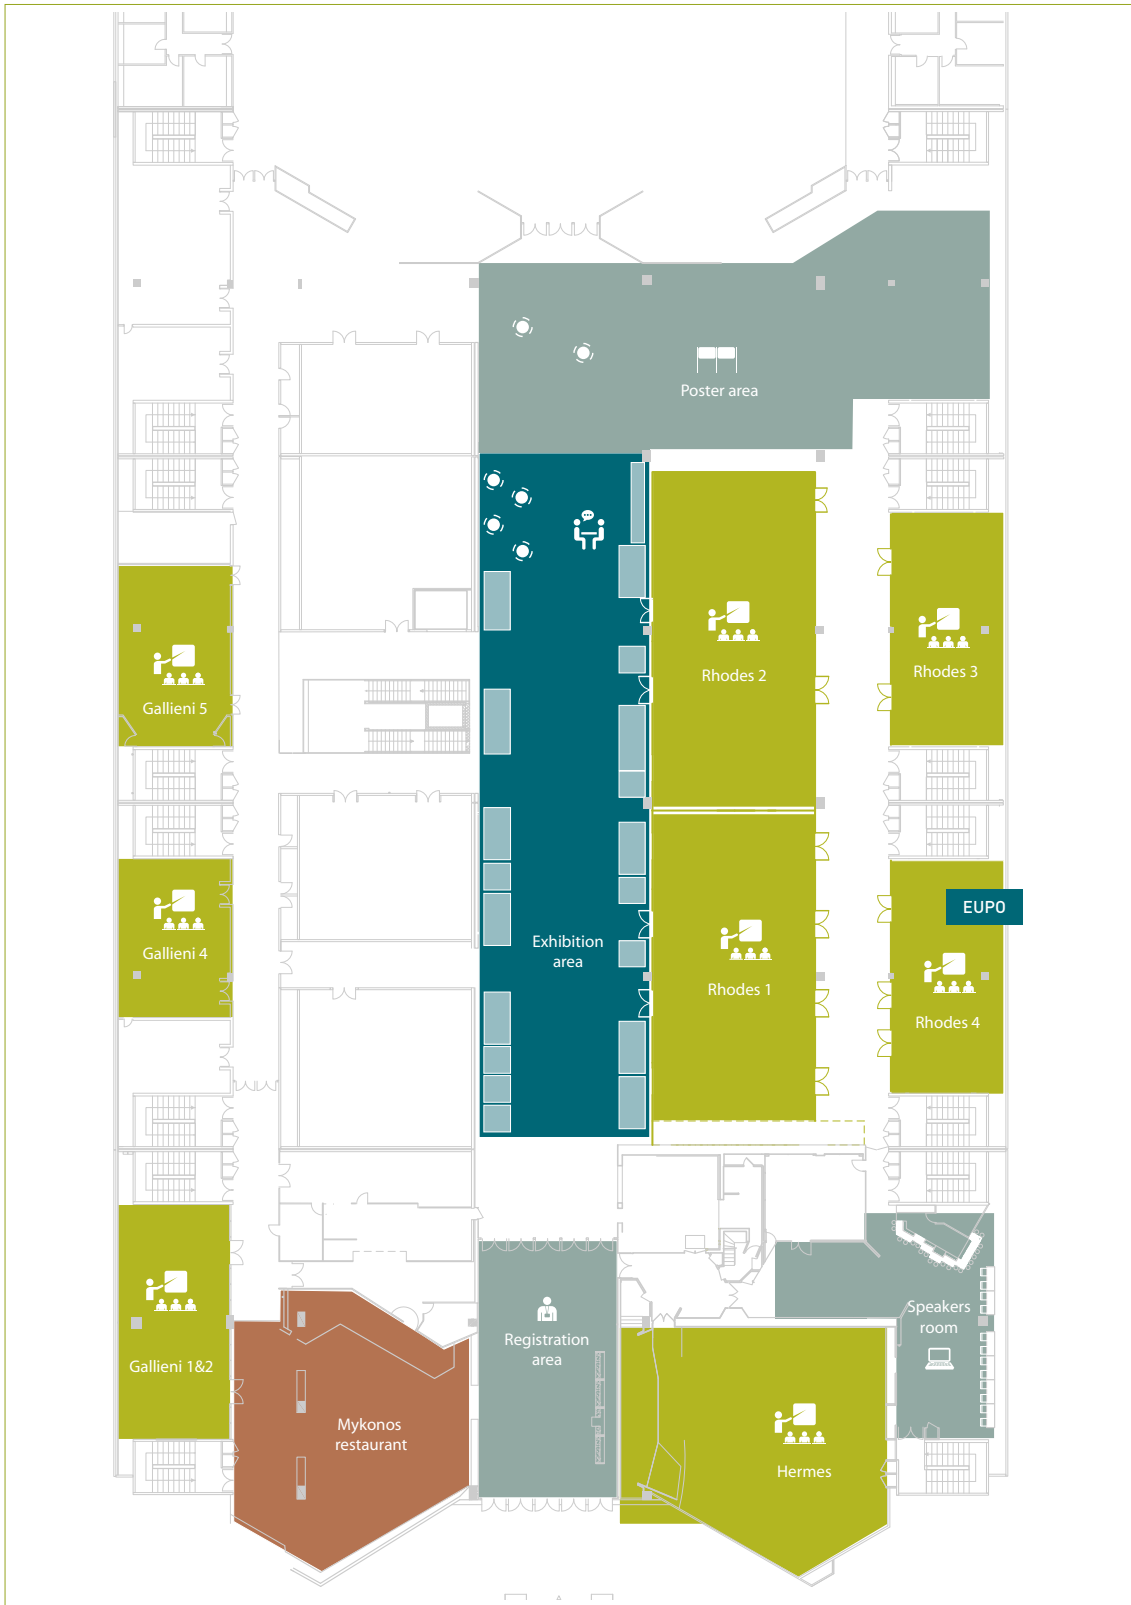 Poster area
Rhodes 2
Rhodes 3
Gallieni 5
EUPO
Exhibition
area
Gallieni 4
Rhodes 1
Rhodes 4
Speakers
room
Registration
area
Gallieni 1&2
Mykonos
restaurant
Hermes